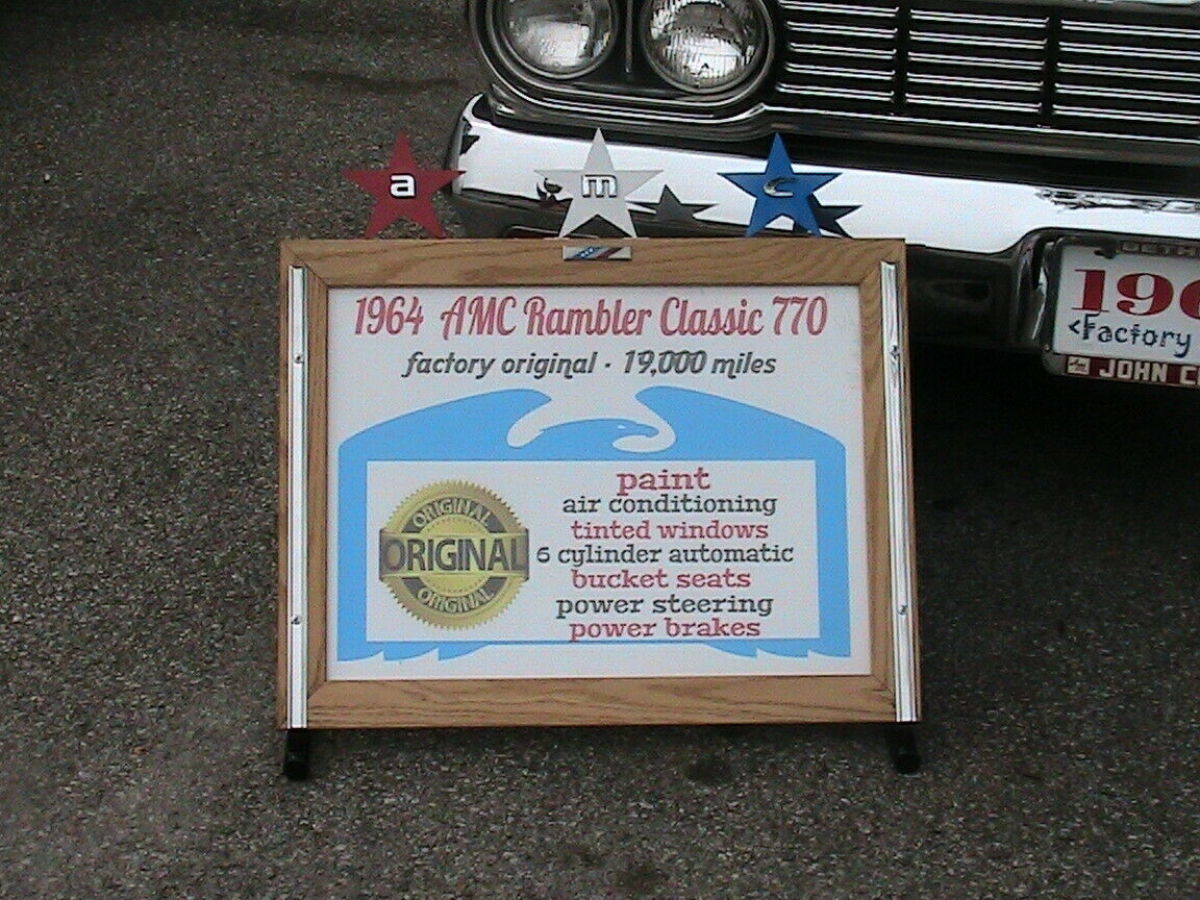 a m c
1964 AMC Rambler Classic 770
factory original · 19,000 miles
ORIGINAL
ORIGINAL
ORIGINAL
paint
air conditioning
tinted windows
6 cylinder automatic
bucket seats
power steering
power brakes
196
<Factory
JOHN